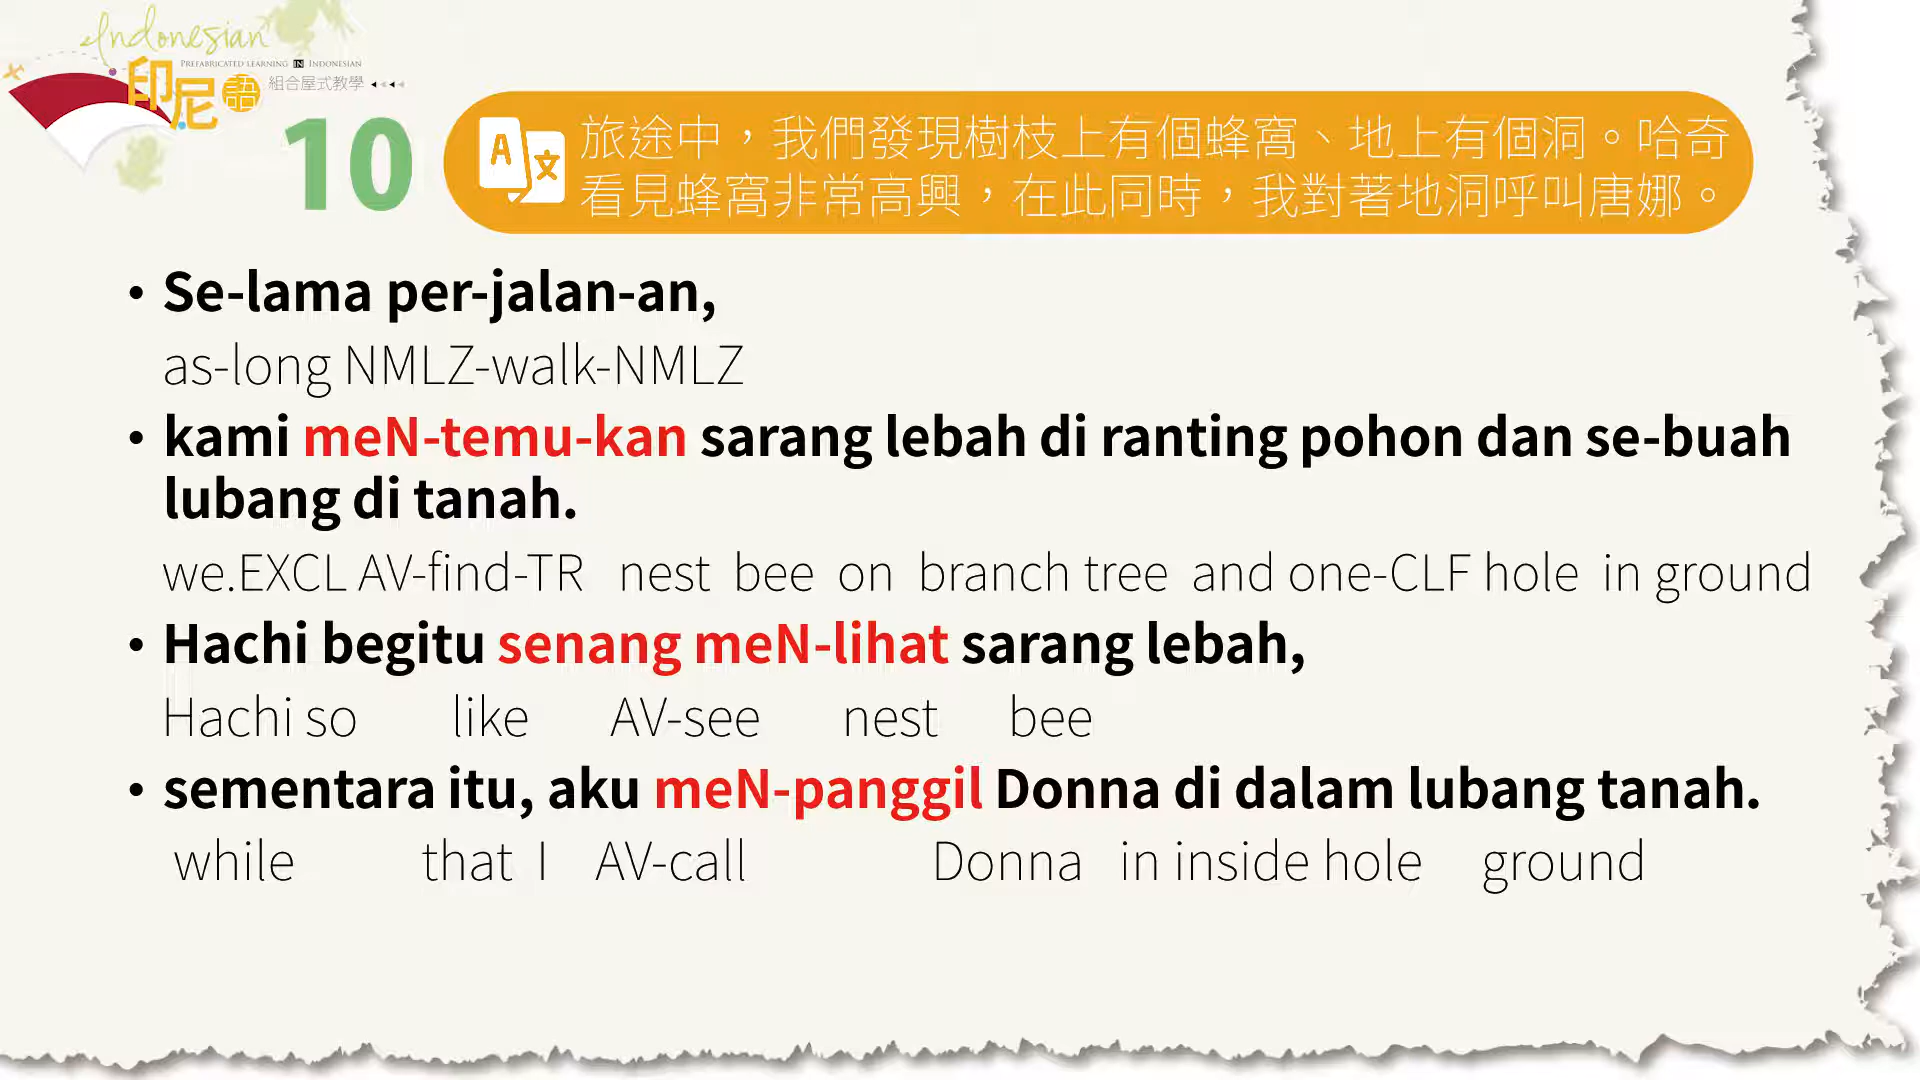 Indonesian
PREFABRICATED LEARNING IN INDONESIAN
印尼語 組合屋式教學
10
旅途中，我們發現樹枝上有個蜂窩、地上有個洞。哈奇
看見蜂窩非常高興，在此同時，我對著地洞呼叫唐娜。
• Se-lama per-jalan-an,
as-long NMLZ-walk-NMLZ
• kami meN-temu-kan sarang lebah di ranting pohon dan se-buah
lubang di tanah.
we.EXCL AV-find-TR nest bee on branch tree and one-CLF hole in ground
• Hachi begitu senang meN-lihat sarang lebah,
Hachi so like AV-see nest bee
• sementara itu, aku meN-panggil Donna di dalam lubang tanah.
while that I AV-call Donna in inside hole ground